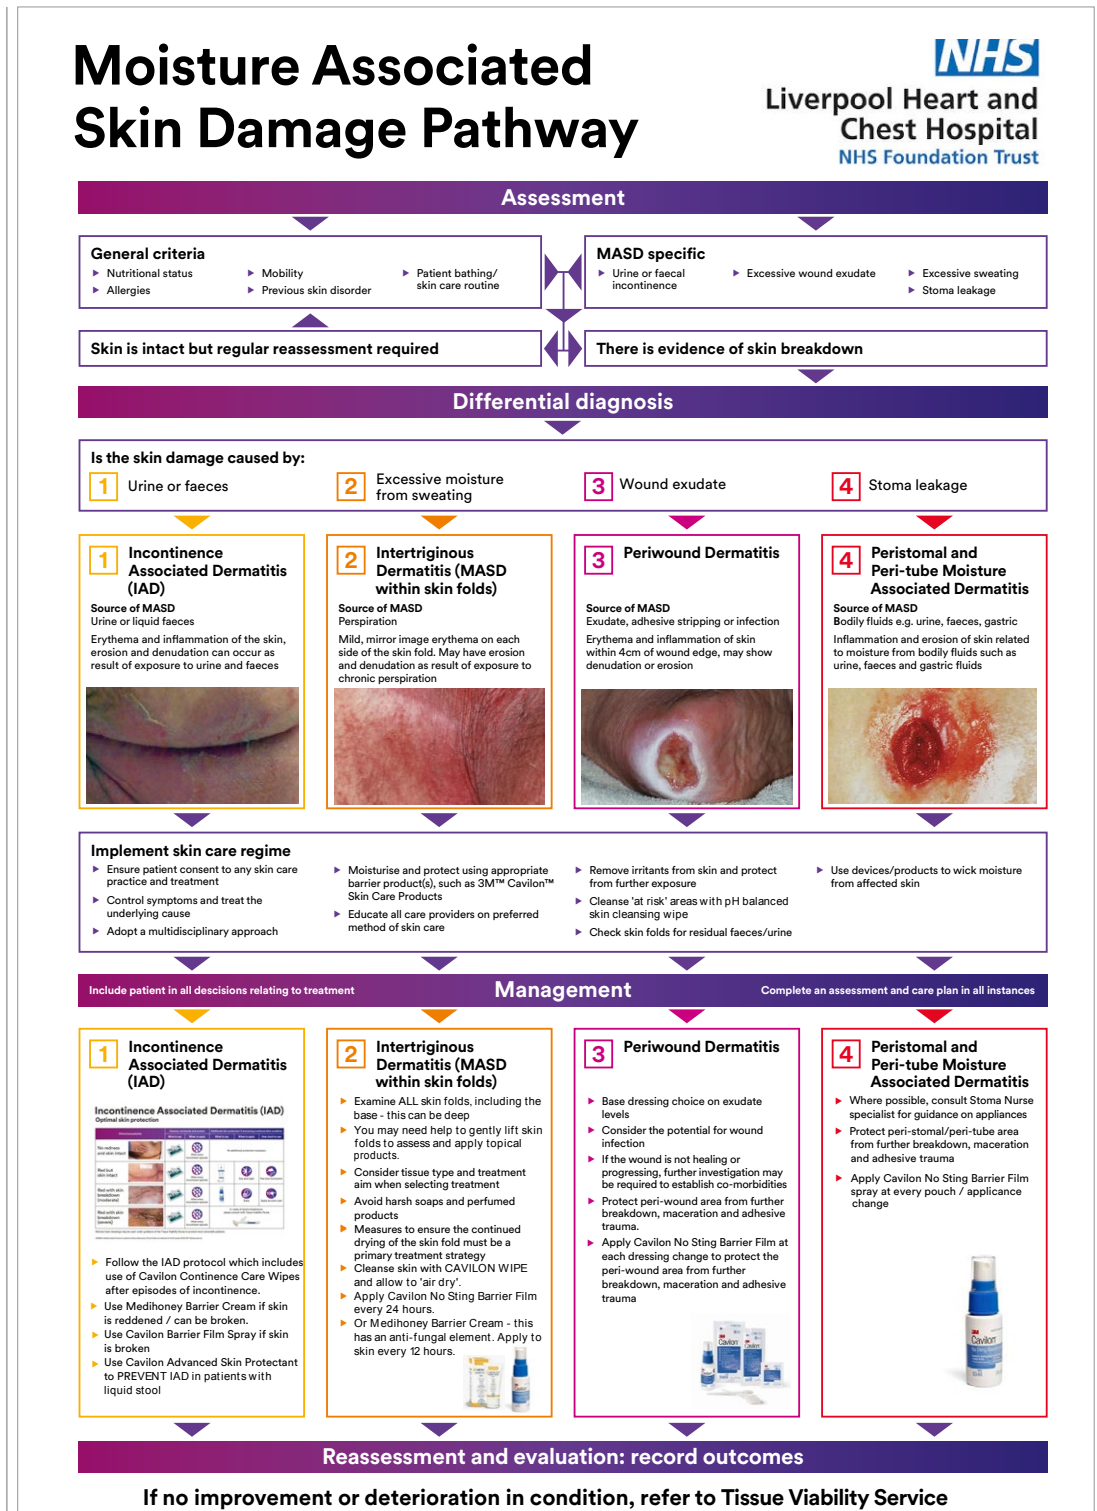 Moisture Associated
Skin Damage Pathway
NHS
Liverpool Heart and
Chest Hospital
NHS Foundation Trust
Assessment
General criteria
Nutritional status
Allergies
Mobility
Previous skin disorder
Patient bathing/
skin care routine
MASD specific
Urine or faecal
incontinence
Excessive wound exudate
Excessive sweating
Stoma leakage
Skin is intact but regular reassessment required
There is evidence of skin breakdown
Differential diagnosis
Is the skin damage caused by:
1 Urine or faeces
2 Excessive moisture
from sweating
3 Wound exudate
4 Stoma leakage
1 Incontinence
Associated Dermatitis
(IAD)
Source of MASD
Urine or liquid faeces
Erythema and inflammation of the skin,
erosion and denudation can occur as
result of exposure to urine and faeces
2 Intertriginous
Dermatitis (MASD
within skin folds)
Source of MASD
Perspiration
Mild, mirror image erythema on each
side of the skin fold. May have erosion
and denudation as result of exposure to
chronic perspiration
3 Periwound Dermatitis
Source of MASD
Exudate, adhesive stripping or infection
Erythema and inflammation of skin
within 4cm of wound edge, may show
denudation or erosion
4 Peristomal and
Peri-tube Moisture
Associated Dermatitis
Source of MASD
Bodily fluids e.g. urine, faeces, gastric
Inflammation and erosion of skin related
to moisture from bodily fluids such as
urine, faeces and gastric fluids
Implement skin care regime
Ensure patient consent to any skin care
practice and treatment
Control symptoms and treat the
underlying cause
Adopt a multidisciplinary approach
Moisturise and protect using appropriate
barrier product(s), such as 3M™ Cavilon™
Skin Care Products
Educate all care providers on preferred
method of skin care
Remove irritants from skin and protect
from further exposure
Cleanse 'at risk' areas with pH balanced
skin cleansing wipe
Check skin folds for residual faeces/urine
Use devices/products to wick moisture
from affected skin
Include patient in all descisions relating to treatment
Management
Complete an assessment and care plan in all instances
1 Incontinence
Associated Dermatitis
(IAD)
Incontinence Associated Dermatitis (IAD)
Optimal skin protection
No redness
and skin intact
Red but
skin intact
Red with skin
breakdown
(moderate)
Red with skin
breakdown
(severe)
Follow the IAD protocol which includes
use of Cavilon Continence Care Wipes
after episodes of incontinence.
Use Medihoney Barrier Cream if skin
is reddened / can be broken.
Use Cavilon Barrier Film Spray if skin
is broken
Use Cavilon Advanced Skin Protectant
to PREVENT IAD in patients with
liquid stool
2 Intertriginous
Dermatitis (MASD
within skin folds)
Examine ALL skin folds, including the
base - this can be deep
You may need help to gently lift skin
folds to assess and apply topical
products.
Consider tissue type and treatment
aim when selecting treatment
Avoid harsh soaps and perfumed
products
Measures to ensure the continued
drying of the skin fold must be a
primary treatment strategy
Cleanse skin with CAVILON WIPE
and allow to 'air dry'.
Apply Cavilon No Sting Barrier Film
every 24 hours.
Or Medihoney Barrier Cream - this
has an anti-fungal element. Apply to
skin every 12 hours.
3 Periwound Dermatitis
Base dressing choice on exudate
levels
Consider the potential for wound
infection
If the wound is not healing or
progressing, further investigation may
be required to establish co-morbidities
Protect peri-wound area from further
breakdown, maceration and adhesive
trauma.
Apply Cavilon No Sting Barrier Film at
each dressing change to protect the
peri-wound area from further
breakdown, maceration and adhesive
trauma
Cavilon
Cavilon
4 Peristomal and
Peri-tube Moisture
Associated Dermatitis
Where possible, consult Stoma Nurse
specialist for guidance on appliances
Protect peri-stomal/peri-tube area
from further breakdown, maceration
and adhesive trauma
Apply Cavilon No Sting Barrier Film
spray at every pouch / applicance
change
3M
Cavilon
Reassessment and evaluation: record outcomes
If no improvement or deterioration in condition, refer to Tissue Viability Service